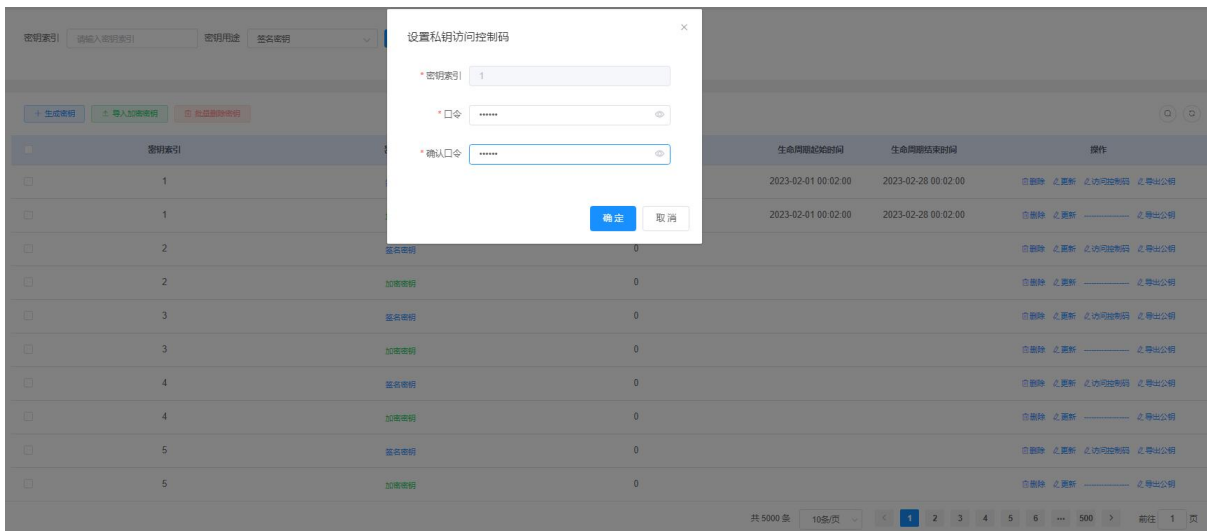 密钥索引 请输入密钥索引 密钥用途 签名密钥
设置私钥访问控制码
* 密钥索引 1
* 口令 ••••••
* 确认口令 ••••••
确定 取消
生成密钥 导入加密密钥 批量删除密钥
密钥索引 生命周期起始时间 生命周期结束时间 操作
1 2023-02-01 00:02:00 2023-02-28 00:02:00 删除 更新 访问控制码 导出公钥
1 2023-02-01 00:02:00 2023-02-28 00:02:00 删除 更新 ———— 导出公钥
2 签名密钥 0 删除 更新 访问控制码 导出公钥
2 加密密钥 0 删除 更新 ———— 导出公钥
3 签名密钥 0 删除 更新 访问控制码 导出公钥
3 加密密钥 0 删除 更新 ———— 导出公钥
4 签名密钥 0 删除 更新 访问控制码 导出公钥
4 加密密钥 0 删除 更新 ———— 导出公钥
5 签名密钥 0 删除 更新 访问控制码 导出公钥
5 加密密钥 0 删除 更新 ———— 导出公钥
共 5000 条 10条/页 < 1 2 3 4 5 6 ··· 500 > 前往 1 页